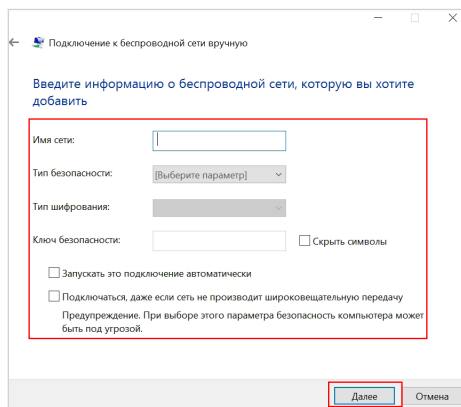 Подключение к беспроводной сети вручную
Введите информацию о беспроводной сети, которую вы хотите
добавить
Имя сети:
Тип безопасности: [Выберите параметр]
Тип шифрования:
Ключ безопасности: Скрыть символы
Запускать это подключение автоматически
Подключаться, даже если сеть не производит широковещательную передачу
Предупреждение. При выборе этого параметра безопасность компьютера может
быть под угрозой.
Далее Отмена